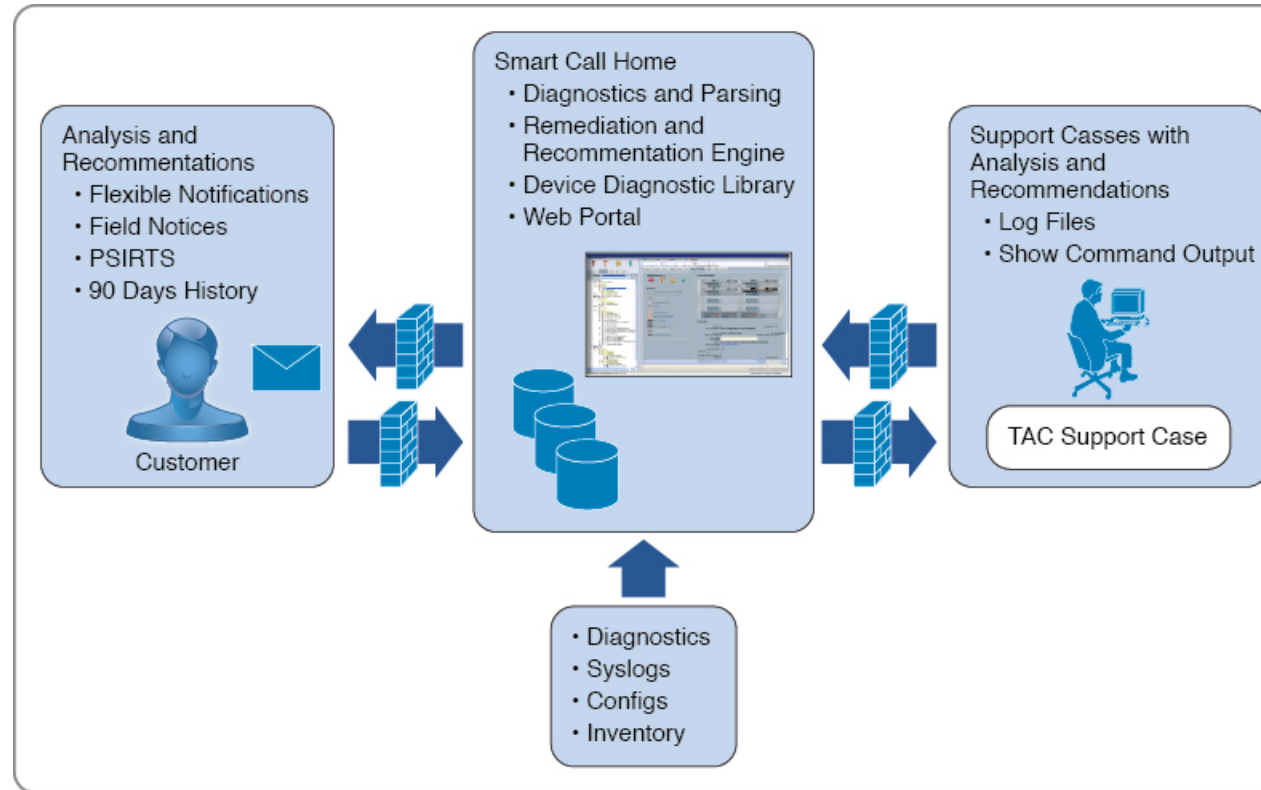 Analysis and
Recommentations
• Flexible Notifications
• Field Notices
• PSIRTS
• 90 Days History
Customer
Smart Call Home
• Diagnostics and Parsing
• Remediation and
Recommentation Engine
• Device Diagnostic Library
• Web Portal
Support Casses with
Analysis and
Recommendations
• Log Files
• Show Command Output
TAC Support Case
• Diagnostics
• Syslogs
• Configs
• Inventory